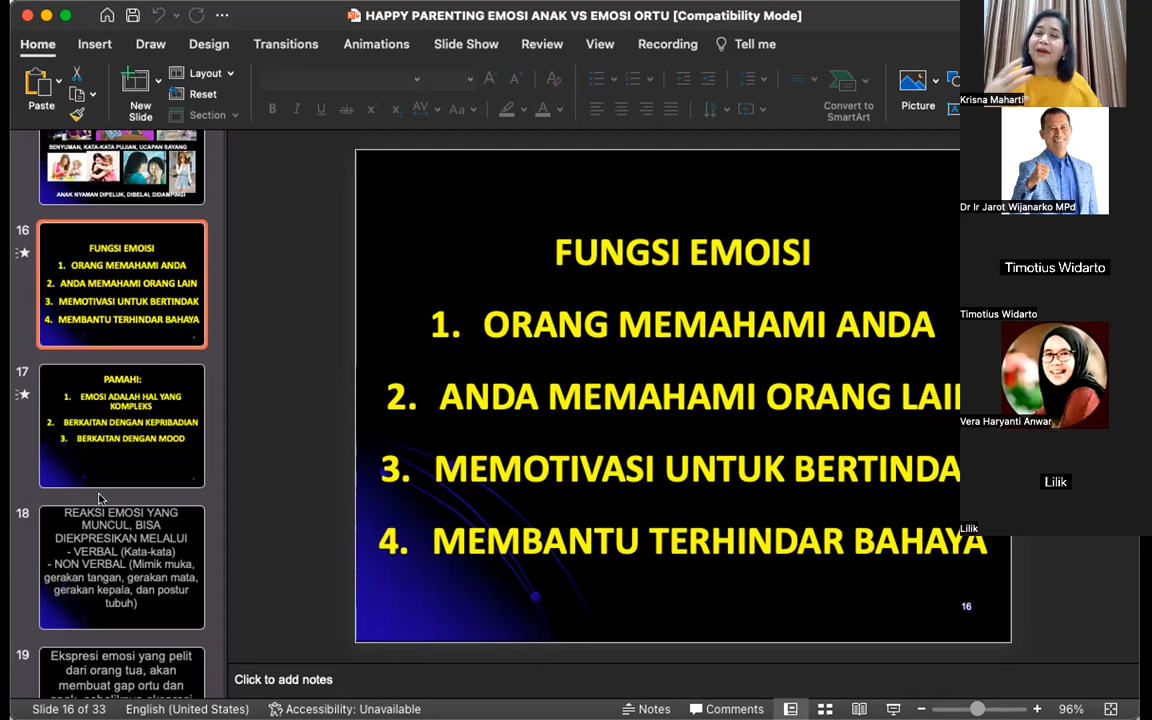 HAPPY PARENTING EMOSI ANAK VS EMOSI ORTU [Compatibility Mode]
Home Insert Draw Design Transitions Animations Slide Show Review View Recording Tell me
Paste
New Slide
Layout
Reset
Section
Convert to SmartArt
Picture
SENYUMAN, KATA-KATA PUJIAN, UCAPAN SAYANG
ANAK NYAMAN DIPELUK, DIBELAI, DIDAMPINGI
16
FUNGSI EMOISI
1. ORANG MEMAHAMI ANDA
2. ANDA MEMAHAMI ORANG LAIN
3. MEMOTIVASI UNTUK BERTINDAK
4. MEMBANTU TERHINDAR BAHAYA
17
PAMAHI:
1. EMOSI ADALAH HAL YANG
KOMPLEKS
2. BERKAITAN DENGAN KEPRIBADIAN
3. BERKAITAN DENGAN MOOD
18
REAKSI EMOSI YANG
MUNCUL, BISA
DIEKPRESIKAN MELALUI
- VERBAL (Kata-kata)
- NON VERBAL (Mimik muka,
gerakan tangan, gerakan mata,
gerakan kepala, dan postur
tubuh)
19
Ekspresi emosi yang pelit
dari orang tua, akan
membuat gap ortu dan
FUNGSI EMOISI
1. ORANG MEMAHAMI ANDA
2. ANDA MEMAHAMI ORANG LAI
3. MEMOTIVASI UNTUK BERTINDA
4. MEMBANTU TERHINDAR BAHAYA
16
Click to add notes
Slide 16 of 33 English (United States) Accessibility: Unavailable Notes Comments 96%
Krisna Maharti
Dr Ir Jarot Wijanarko MPd
Timotius Widarto
Timotius Widarto
Vera Haryanti Anwar
Lilik
Lilik